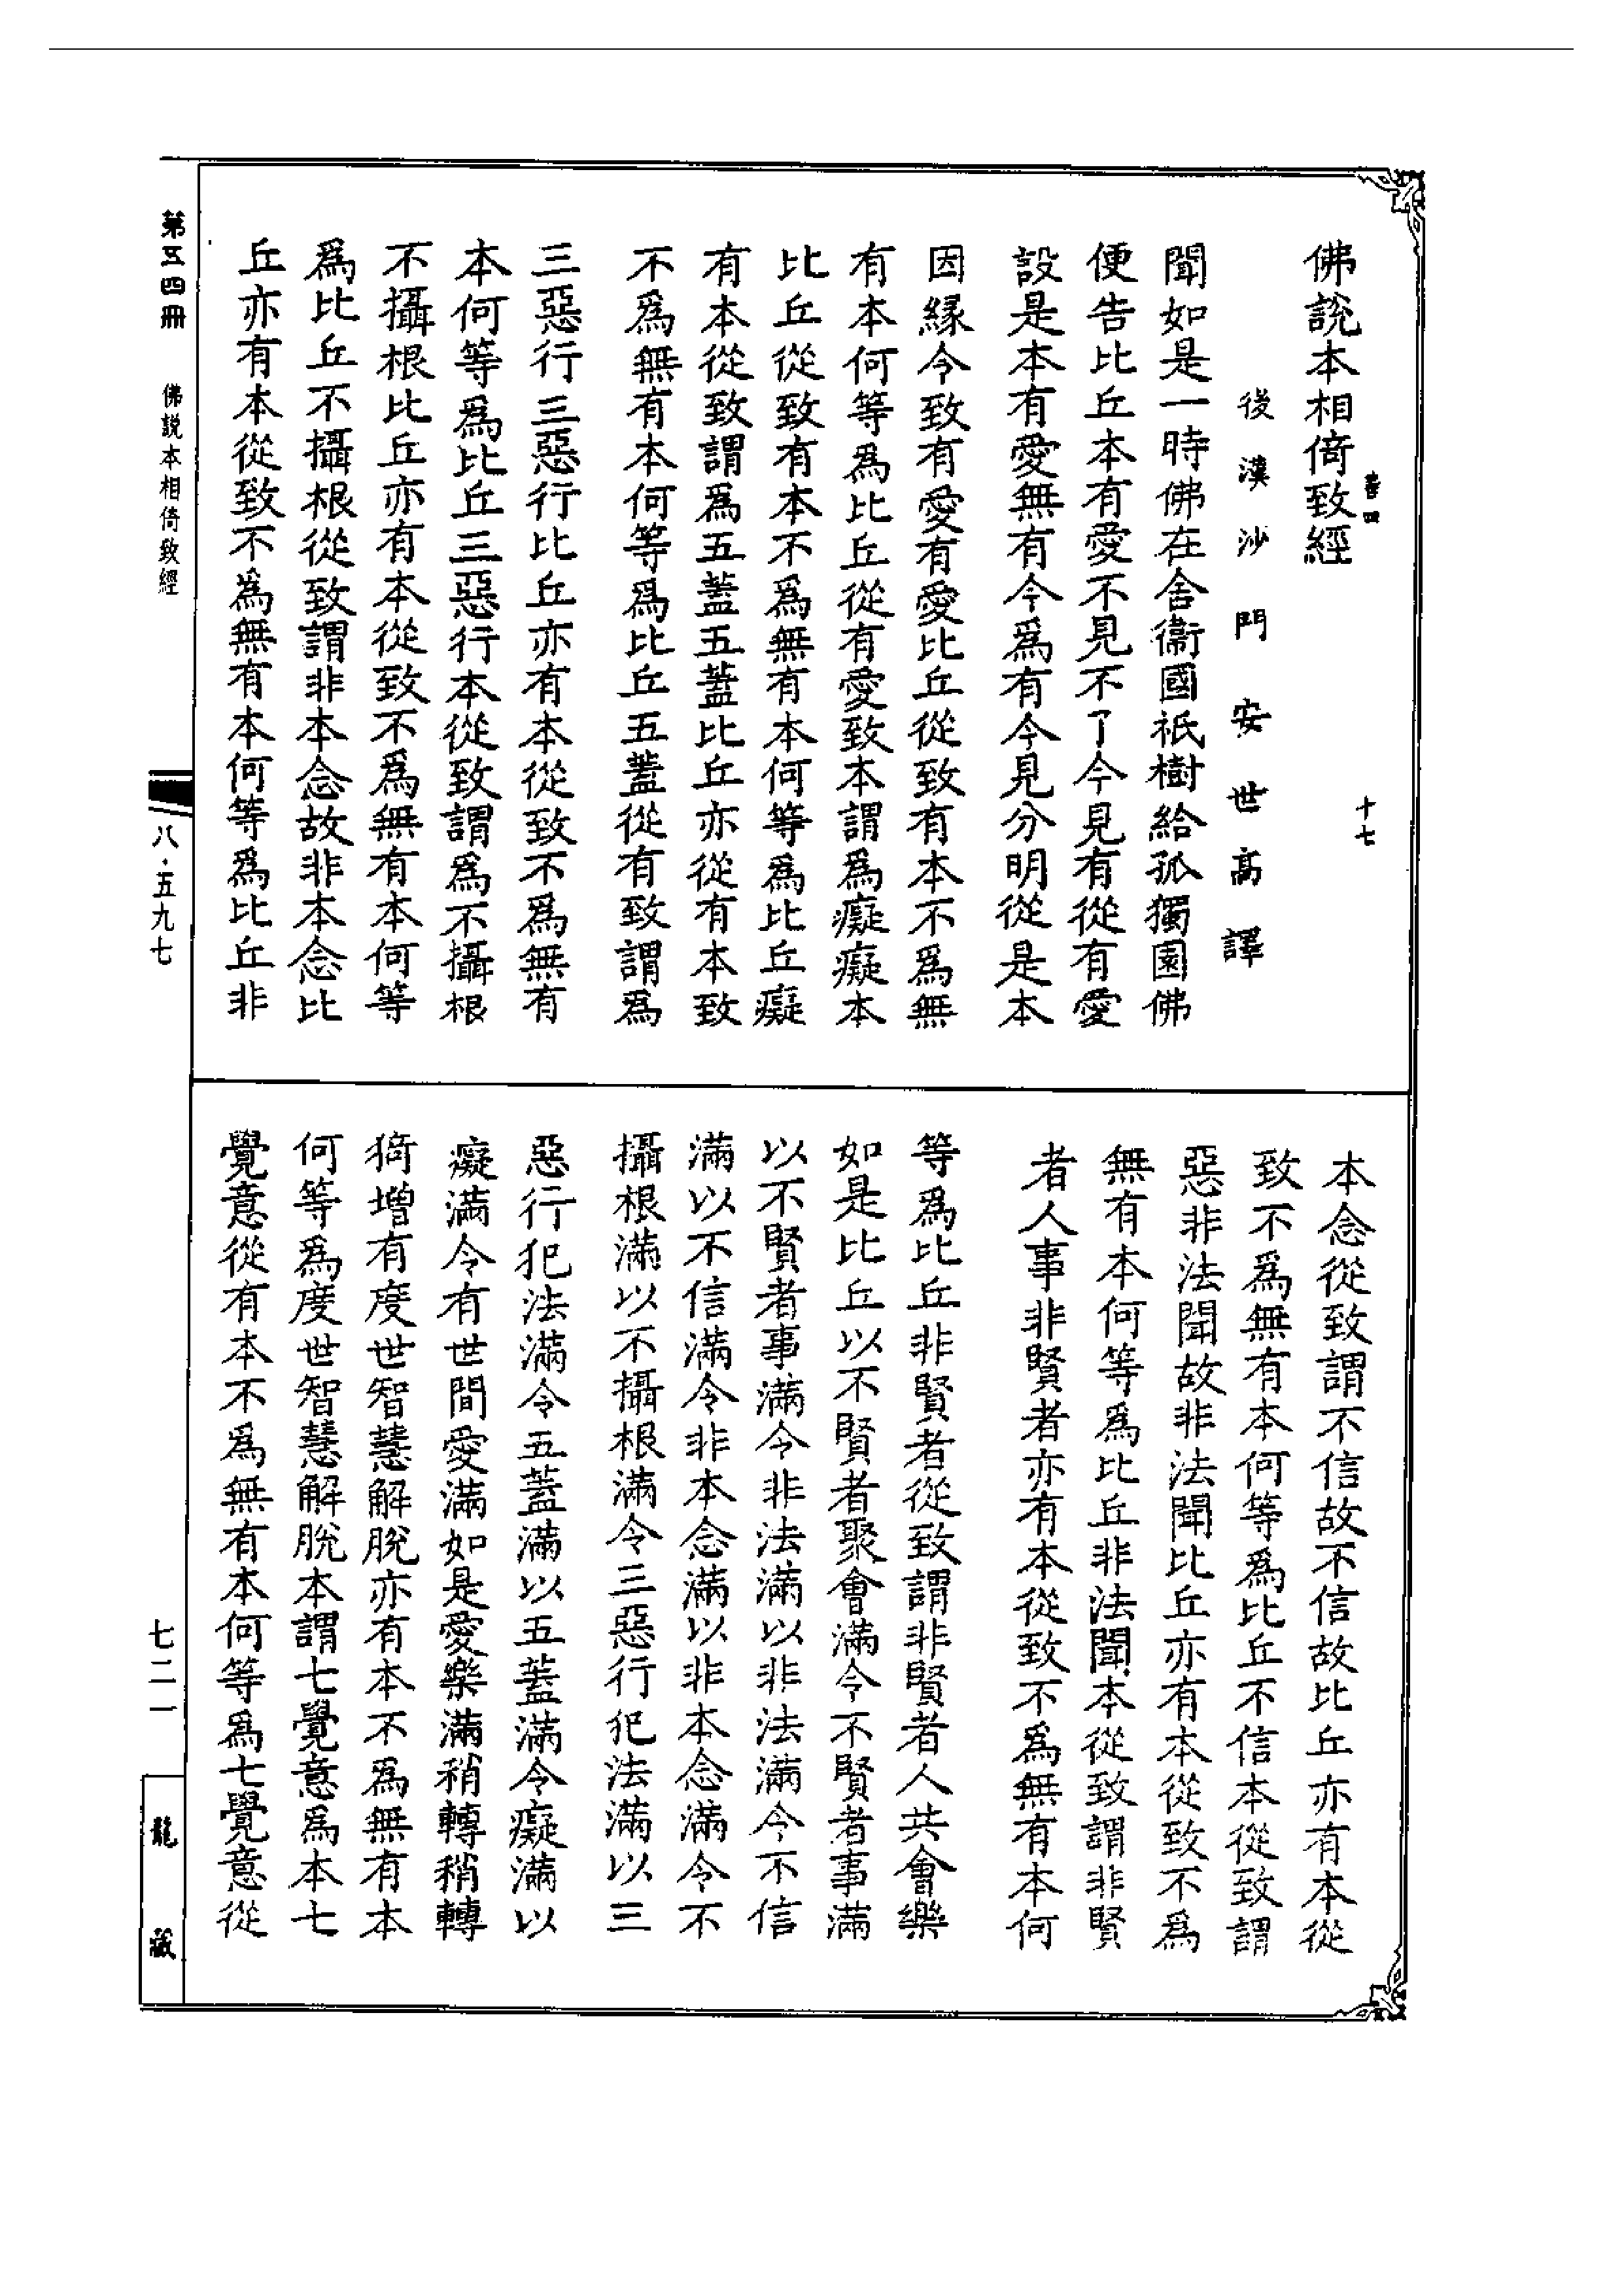 佛說本相倚致經
善四
十七
後漢沙門安世高譯
聞如是一時佛在舍衞國祇樹給孤獨園佛
便告比丘本有愛不見不了今見有從有愛
設是本有愛無有今爲有今見分明從是本
因緣令致有愛有愛比丘從致有本不爲無
有本何等爲比丘從有愛致本謂爲癡癡本
比丘從致有本不爲無有本何等爲比丘癡
有本從致謂爲五蓋五蓋比丘亦從有本致
不爲無有本何等爲比丘五蓋從有致謂爲
三惡行三惡行比丘亦有本從致不爲無有
本何等爲比丘三惡行本從致謂爲不攝根
不攝根比丘亦有本從致不爲無有本何等
爲比丘不攝根從致謂非本念故非本念比
丘亦有本從致不爲無有本何等爲比丘非
本念從致謂不信故不信故比丘亦有本從
致不爲無有本何等爲比丘不信本從致謂
惡非法聞故非法聞比丘亦有本從致不爲
無有本何等爲比丘非法聞本從致謂非賢
者人事非賢者亦有本從致不爲無有本何
等爲比丘非賢者從致謂非賢者人共會樂
如是比丘以不賢者聚會滿令不賢者事滿
以不賢者事滿令非法滿以非法滿令不信
滿以不信滿令非本念滿以非本念滿令不
攝根滿以不攝根滿令三惡行犯法滿以三
惡行犯法滿令五蓋滿以五蓋滿令癡滿以
癡滿令有世間愛滿如是愛樂滿稍轉稍轉
猗增有度世智慧解脫亦有本不爲無有本
何等爲度世智慧解脫本謂七覺意爲本七
覺意從有本不爲無有本何等爲七覺意從
第五四冊
佛說本相倚致經
八·五九七
七二一
龍藏